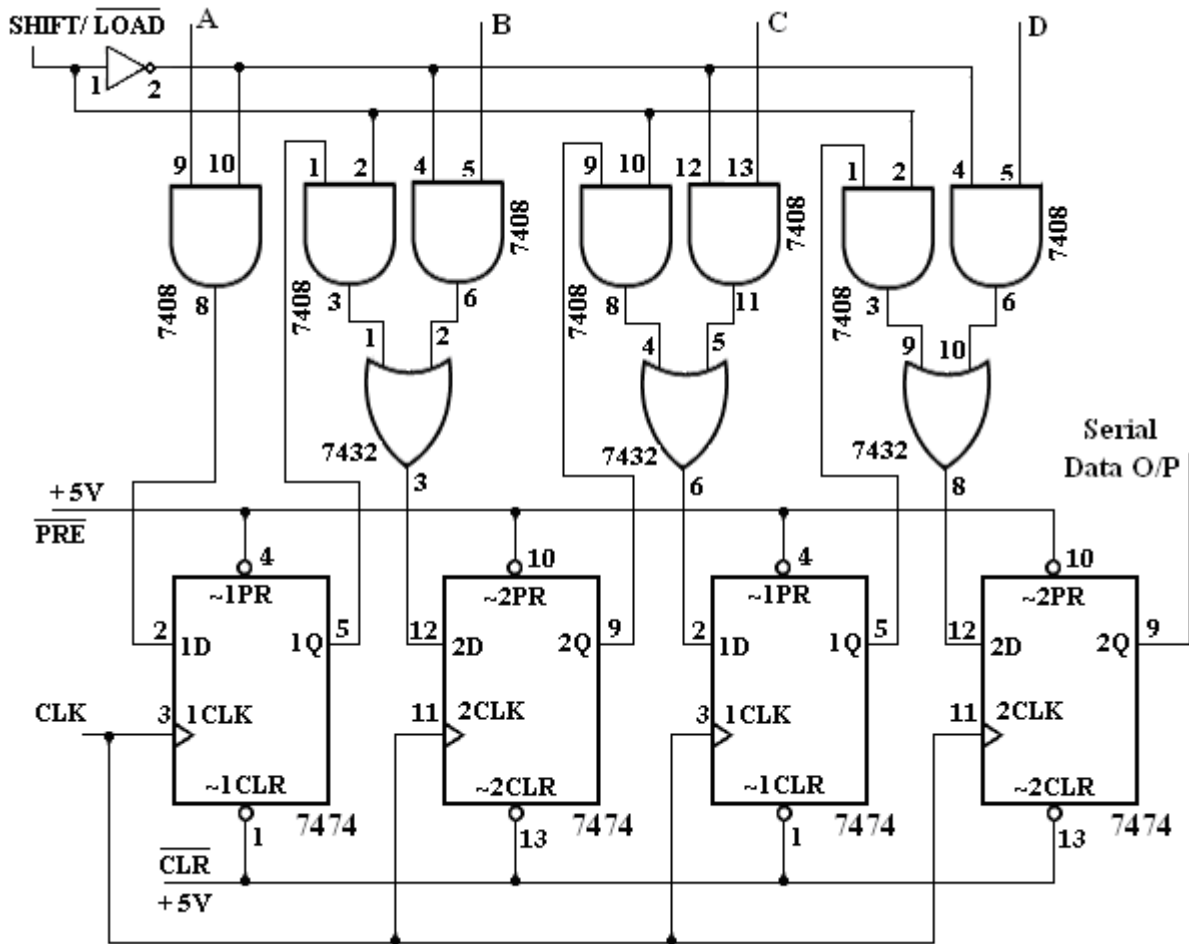 SHIFT/ L̅O̅A̅D̅ A B C D
1 2
9 10 1 2 4 5 9 10 12 13 1 2 4 5
7408 7408 7408 7408 7408 7408 7408
8 3 6 8 11 3 6
1 2 4 5 9 10
7432 7432 7432
3 6 8
Serial
Data O/P
+5V
P̅R̅E̅
4 10 4 10
~1PR ~2PR ~1PR ~2PR
2 1D 1Q 5 12 2D 2Q 9 2 1D 1Q 5 12 2D 2Q 9
CLK 3 1CLK 11 2CLK 3 1CLK 11 2CLK
~1CLR ~2CLR ~1CLR ~2CLR
1 7474 13 7474 1 7474 13 7474
C̅L̅R̅
+5V